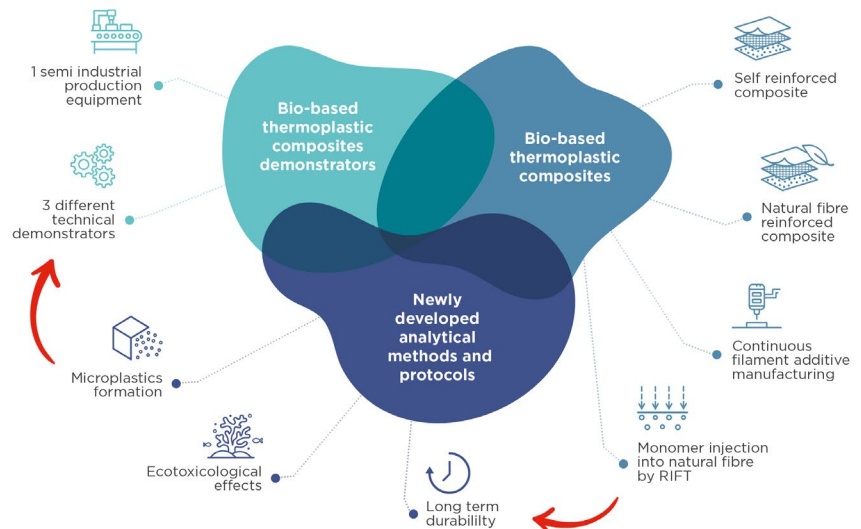 1 semi industrial
production
equipment
3 different
technical
demonstrators
Bio-based
thermoplastic
composites
demonstrators
Bio-based
thermoplastic
composites
Self reinforced
composite
Natural fibre
reinforced
composite
Continuous
filament additive
manufacturing
Monomer injection
into natural fibre
by RIFT
Newly
developed
analytical
methods and
protocols
Microplastics
formation
Ecotoxicological
effects
Long term
durabililty